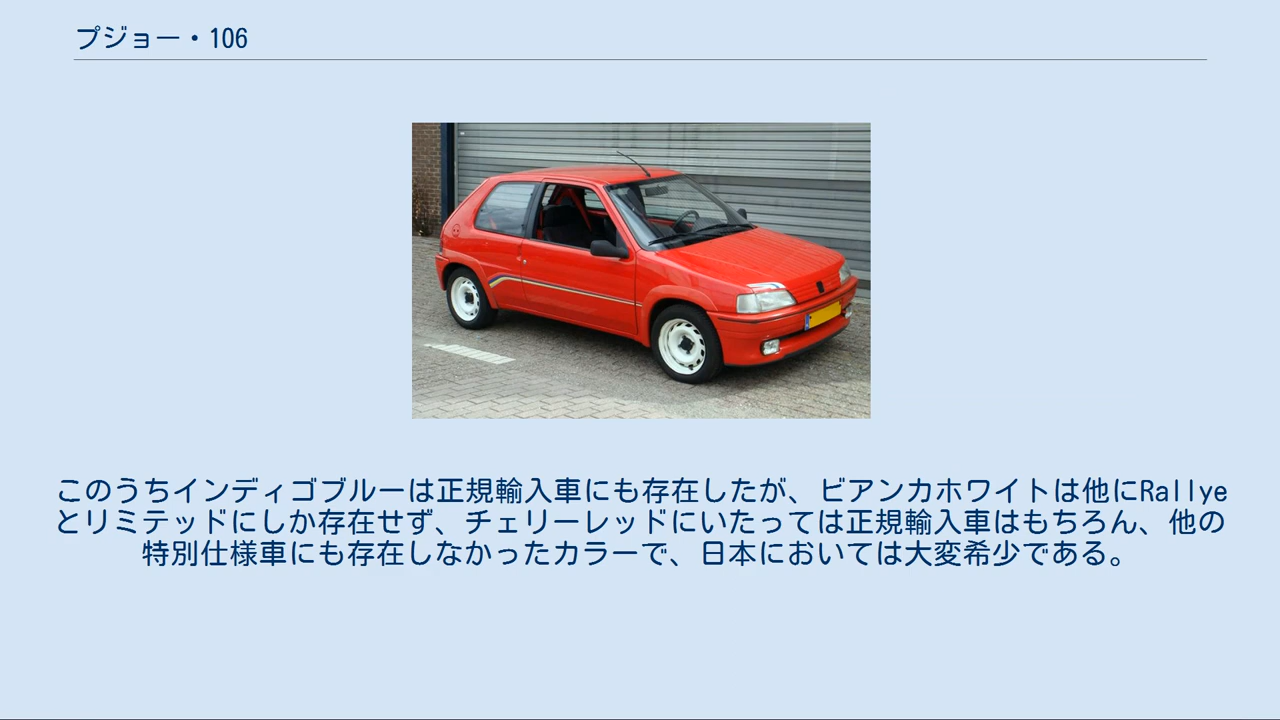 プジョー・106
このうちインディゴブルーは正規輸入車にも存在したが、ビアンカホワイトは他にRallye
とリミテッドにしか存在せず、チェリーレッドにいたっては正規輸入車はもちろん、他の
特別仕様車にも存在しなかったカラーで、日本においては大変希少である。